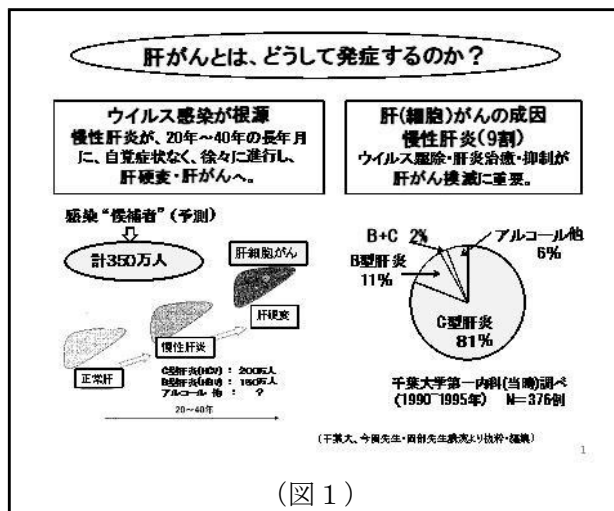 肝がんとは、どうして発症するのか？
ウイルス感染が根源
慢性肝炎が、20年～40年の長年月
に、自覚症状なく、徐々に進行し、
肝硬変・肝がんへ。
肝(細胞)がんの成因
慢性肝炎(9割)
ウイルス駆除・肝炎治療・抑制が
肝がん撲滅に重要。
感染“候補者”(予測)
計350万人
肝細胞がん
肝硬変
慢性肝炎
正常肝
C型肝炎(HCV)： 200万人
B型肝炎(HBV)： 150万人
アルコール 他 ： ？
20～40年
B+C 2%
アルコール他
6%
B型肝炎
11%
C型肝炎
81%
千葉大学第一内科(当時)調べ
(1990~1995年) N=376例
(千葉大、今関先生・岡部先生講演より抜粋・編集)
1
(図１)